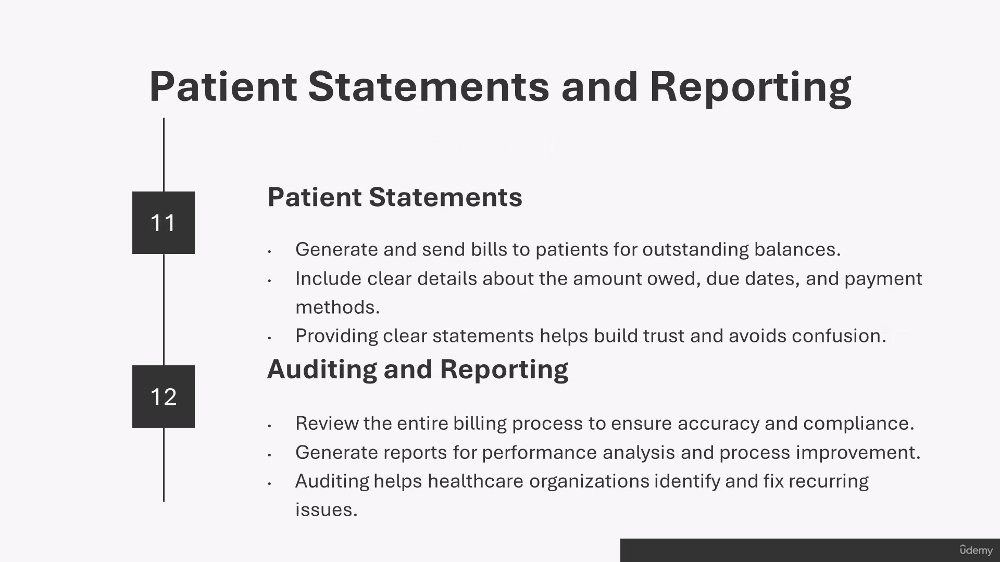 Patient Statements and Reporting
11
Patient Statements
• Generate and send bills to patients for outstanding balances.
• Include clear details about the amount owed, due dates, and payment
methods.
• Providing clear statements helps build trust and avoids confusion.
12
Auditing and Reporting
• Review the entire billing process to ensure accuracy and compliance.
• Generate reports for performance analysis and process improvement.
• Auditing helps healthcare organizations identify and fix recurring
issues.
udemy